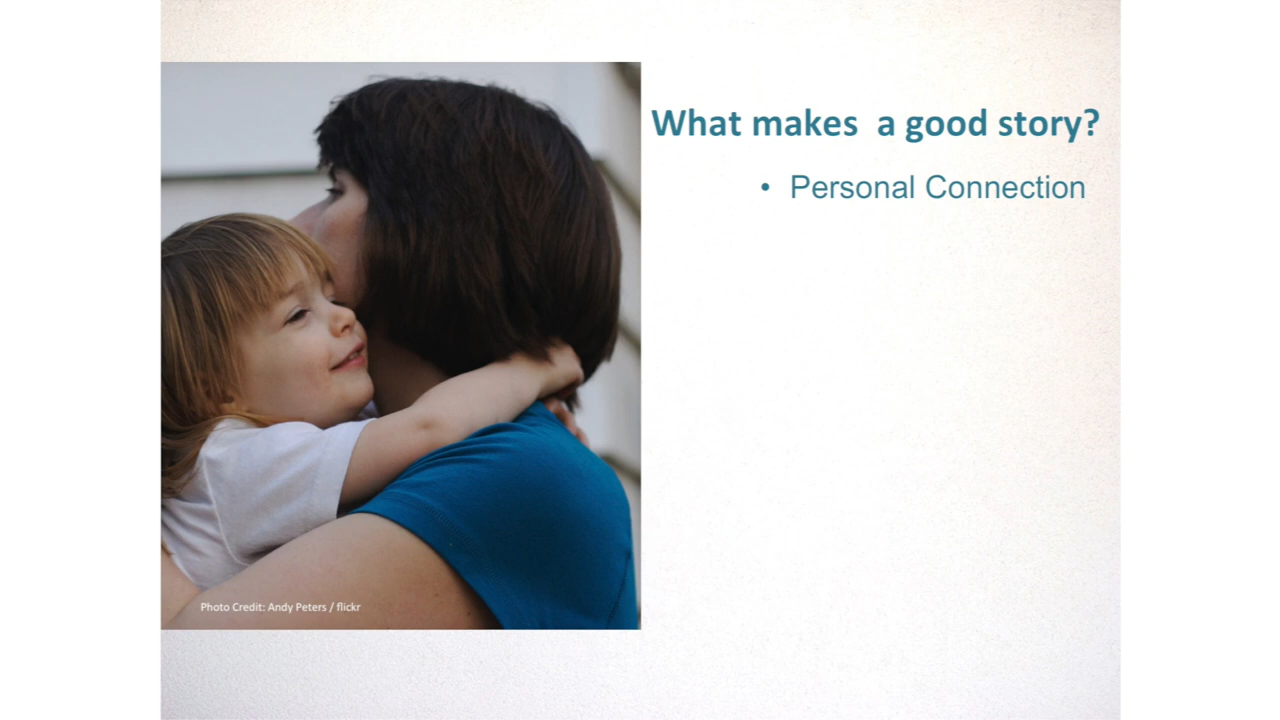 What makes  a good story?
• Personal Connection
Photo Credit: Andy Peters / flickr